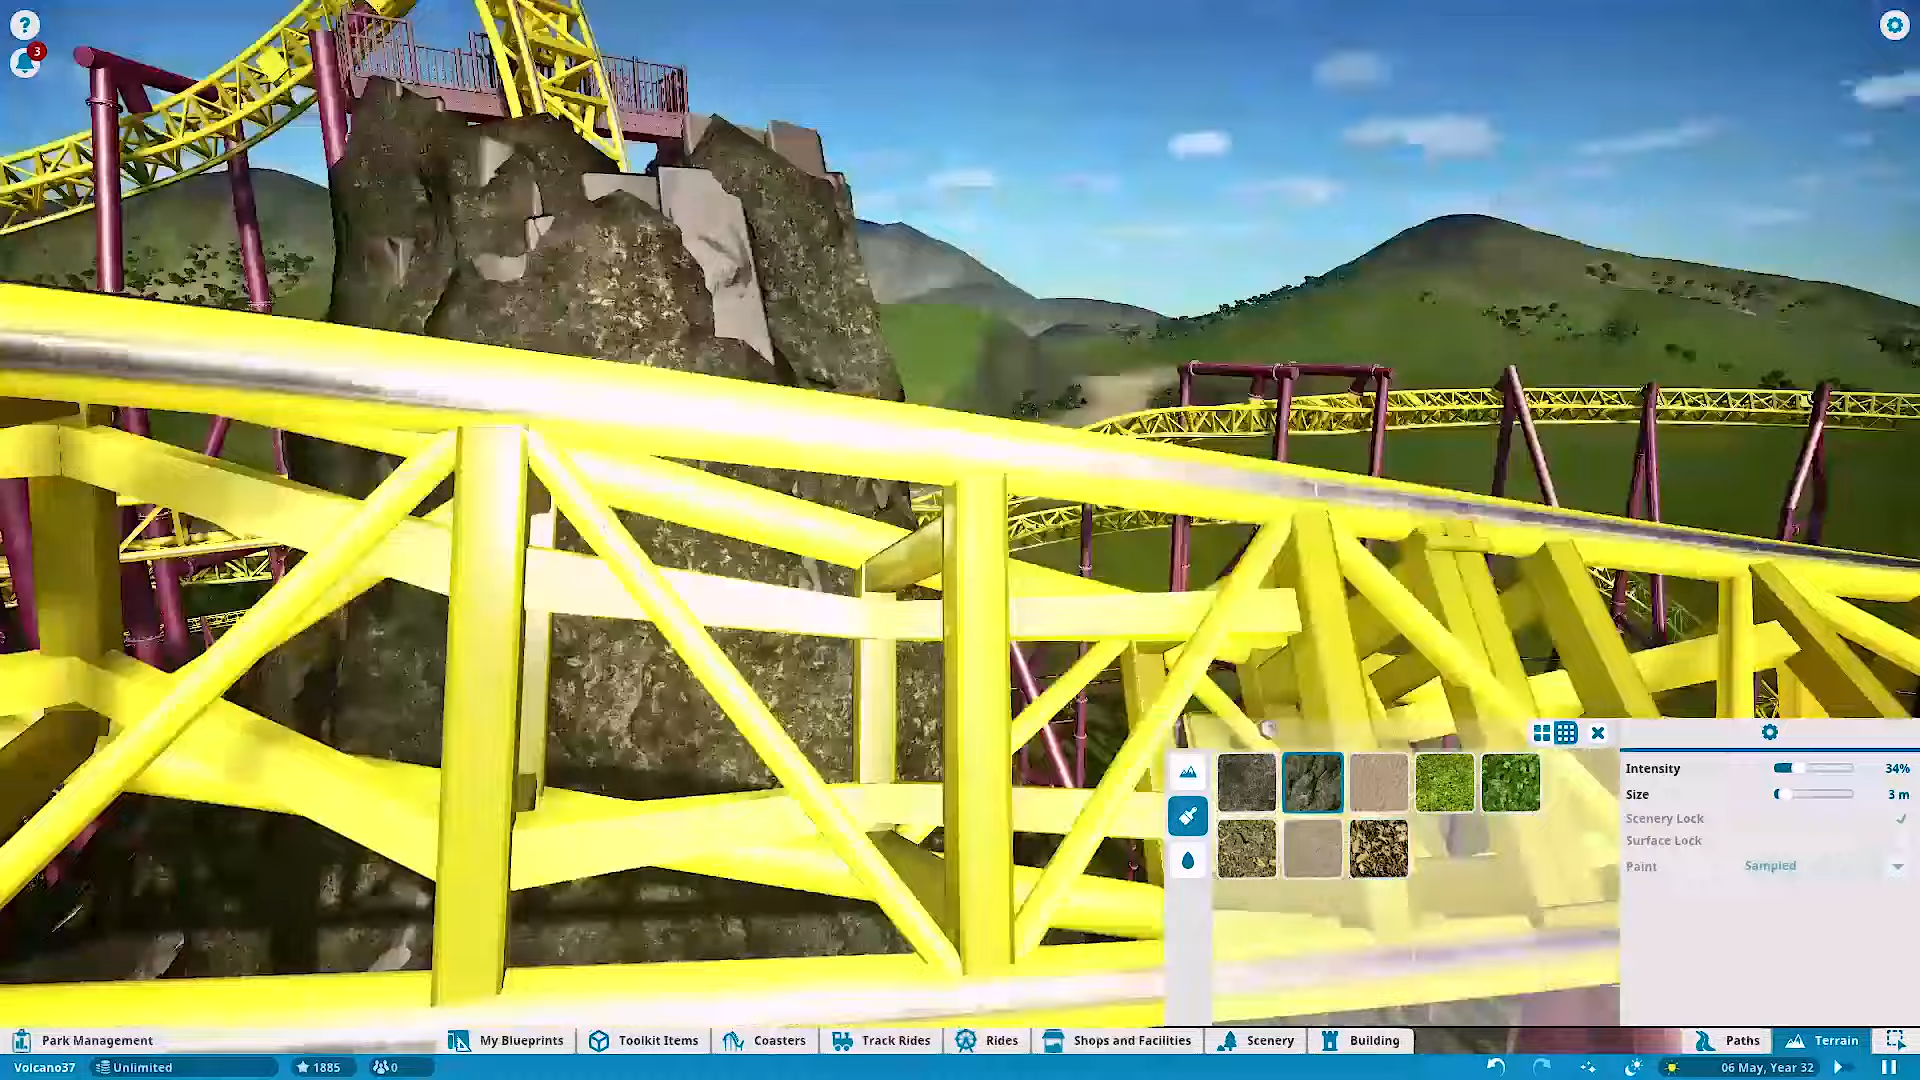 ?
3
Intensity 34%
Size 3 m
Scenery Lock
Surface Lock
Paint Sampled
Park Management My Blueprints Toolkit Items Coasters Track Rides Rides Shops and Facilities Scenery Building Paths Terrain
Volcano37 Unlimited 1885 0 06 May, Year 32